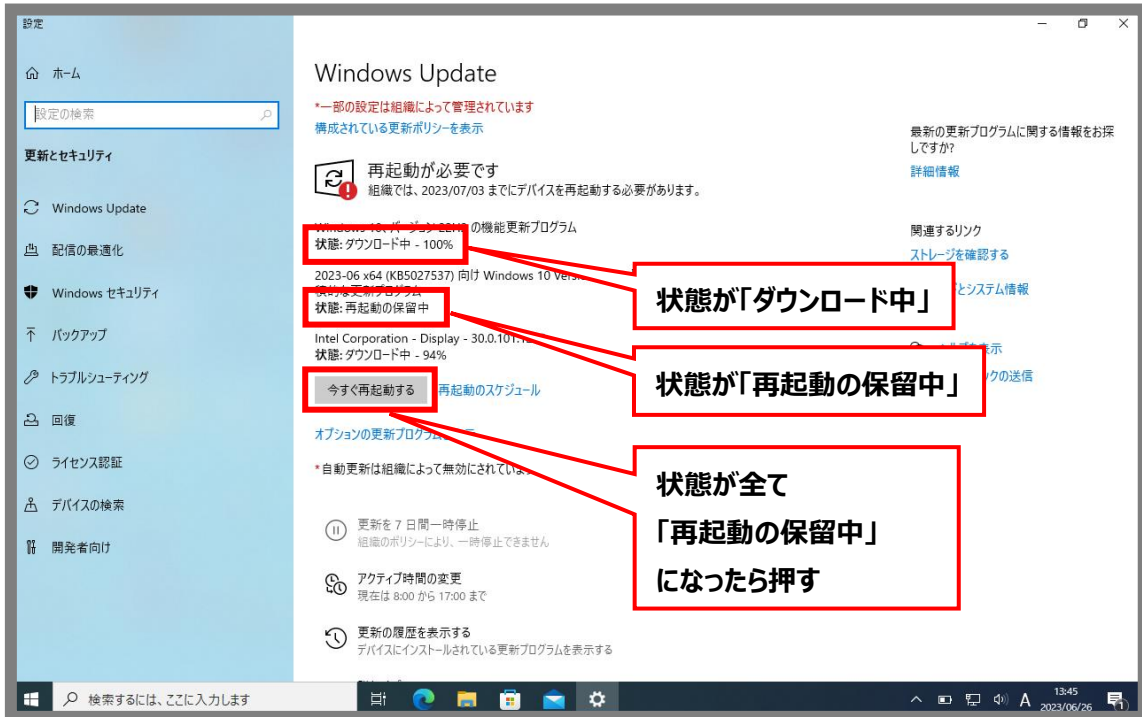 設定
ホーム
設定の検索
更新とセキュリティ
Windows Update
配信の最適化
Windows セキュリティ
バックアップ
トラブルシューティング
回復
ライセンス認証
デバイスの検索
開発者向け
Windows Update
*一部の設定は組織によって管理されています
構成されている更新ポリシーを表示
再起動が必要です
組織では、2023/07/03 までにデバイスを再起動する必要があります。
Windows 10、バージョン 22H2 の機能更新プログラム
状態: ダウンロード中 - 100%
2023-06 x64 (KB5027537) 向け Windows 10
積的な更新プログラム
状態: 再起動の保留中
Intel Corporation - Display - 30.0.101.
状態: ダウンロード中 - 94%
今すぐ再起動する
再起動のスケジュール
オプションの更新プログラム
*自動更新は組織によって無効にされていま
更新を 7 日間一時停止
組織のポリシーにより、一時停止できません
アクティブ時間の変更
現在は 8:00 から 17:00 まで
更新の履歴を表示する
デバイスにインストールされている更新プログラムを表示する
最新の更新プログラムに関する情報をお探
しですか?
詳細情報
関連するリンク
ストレージを確認する
とシステム情報
を表示
クの送信
状態が「ダウンロード中」
状態が「再起動の保留中」
状態が全て
「再起動の保留中」
になったら押す
検索するには、ここに入力します
A
13:45
2023/06/26
1